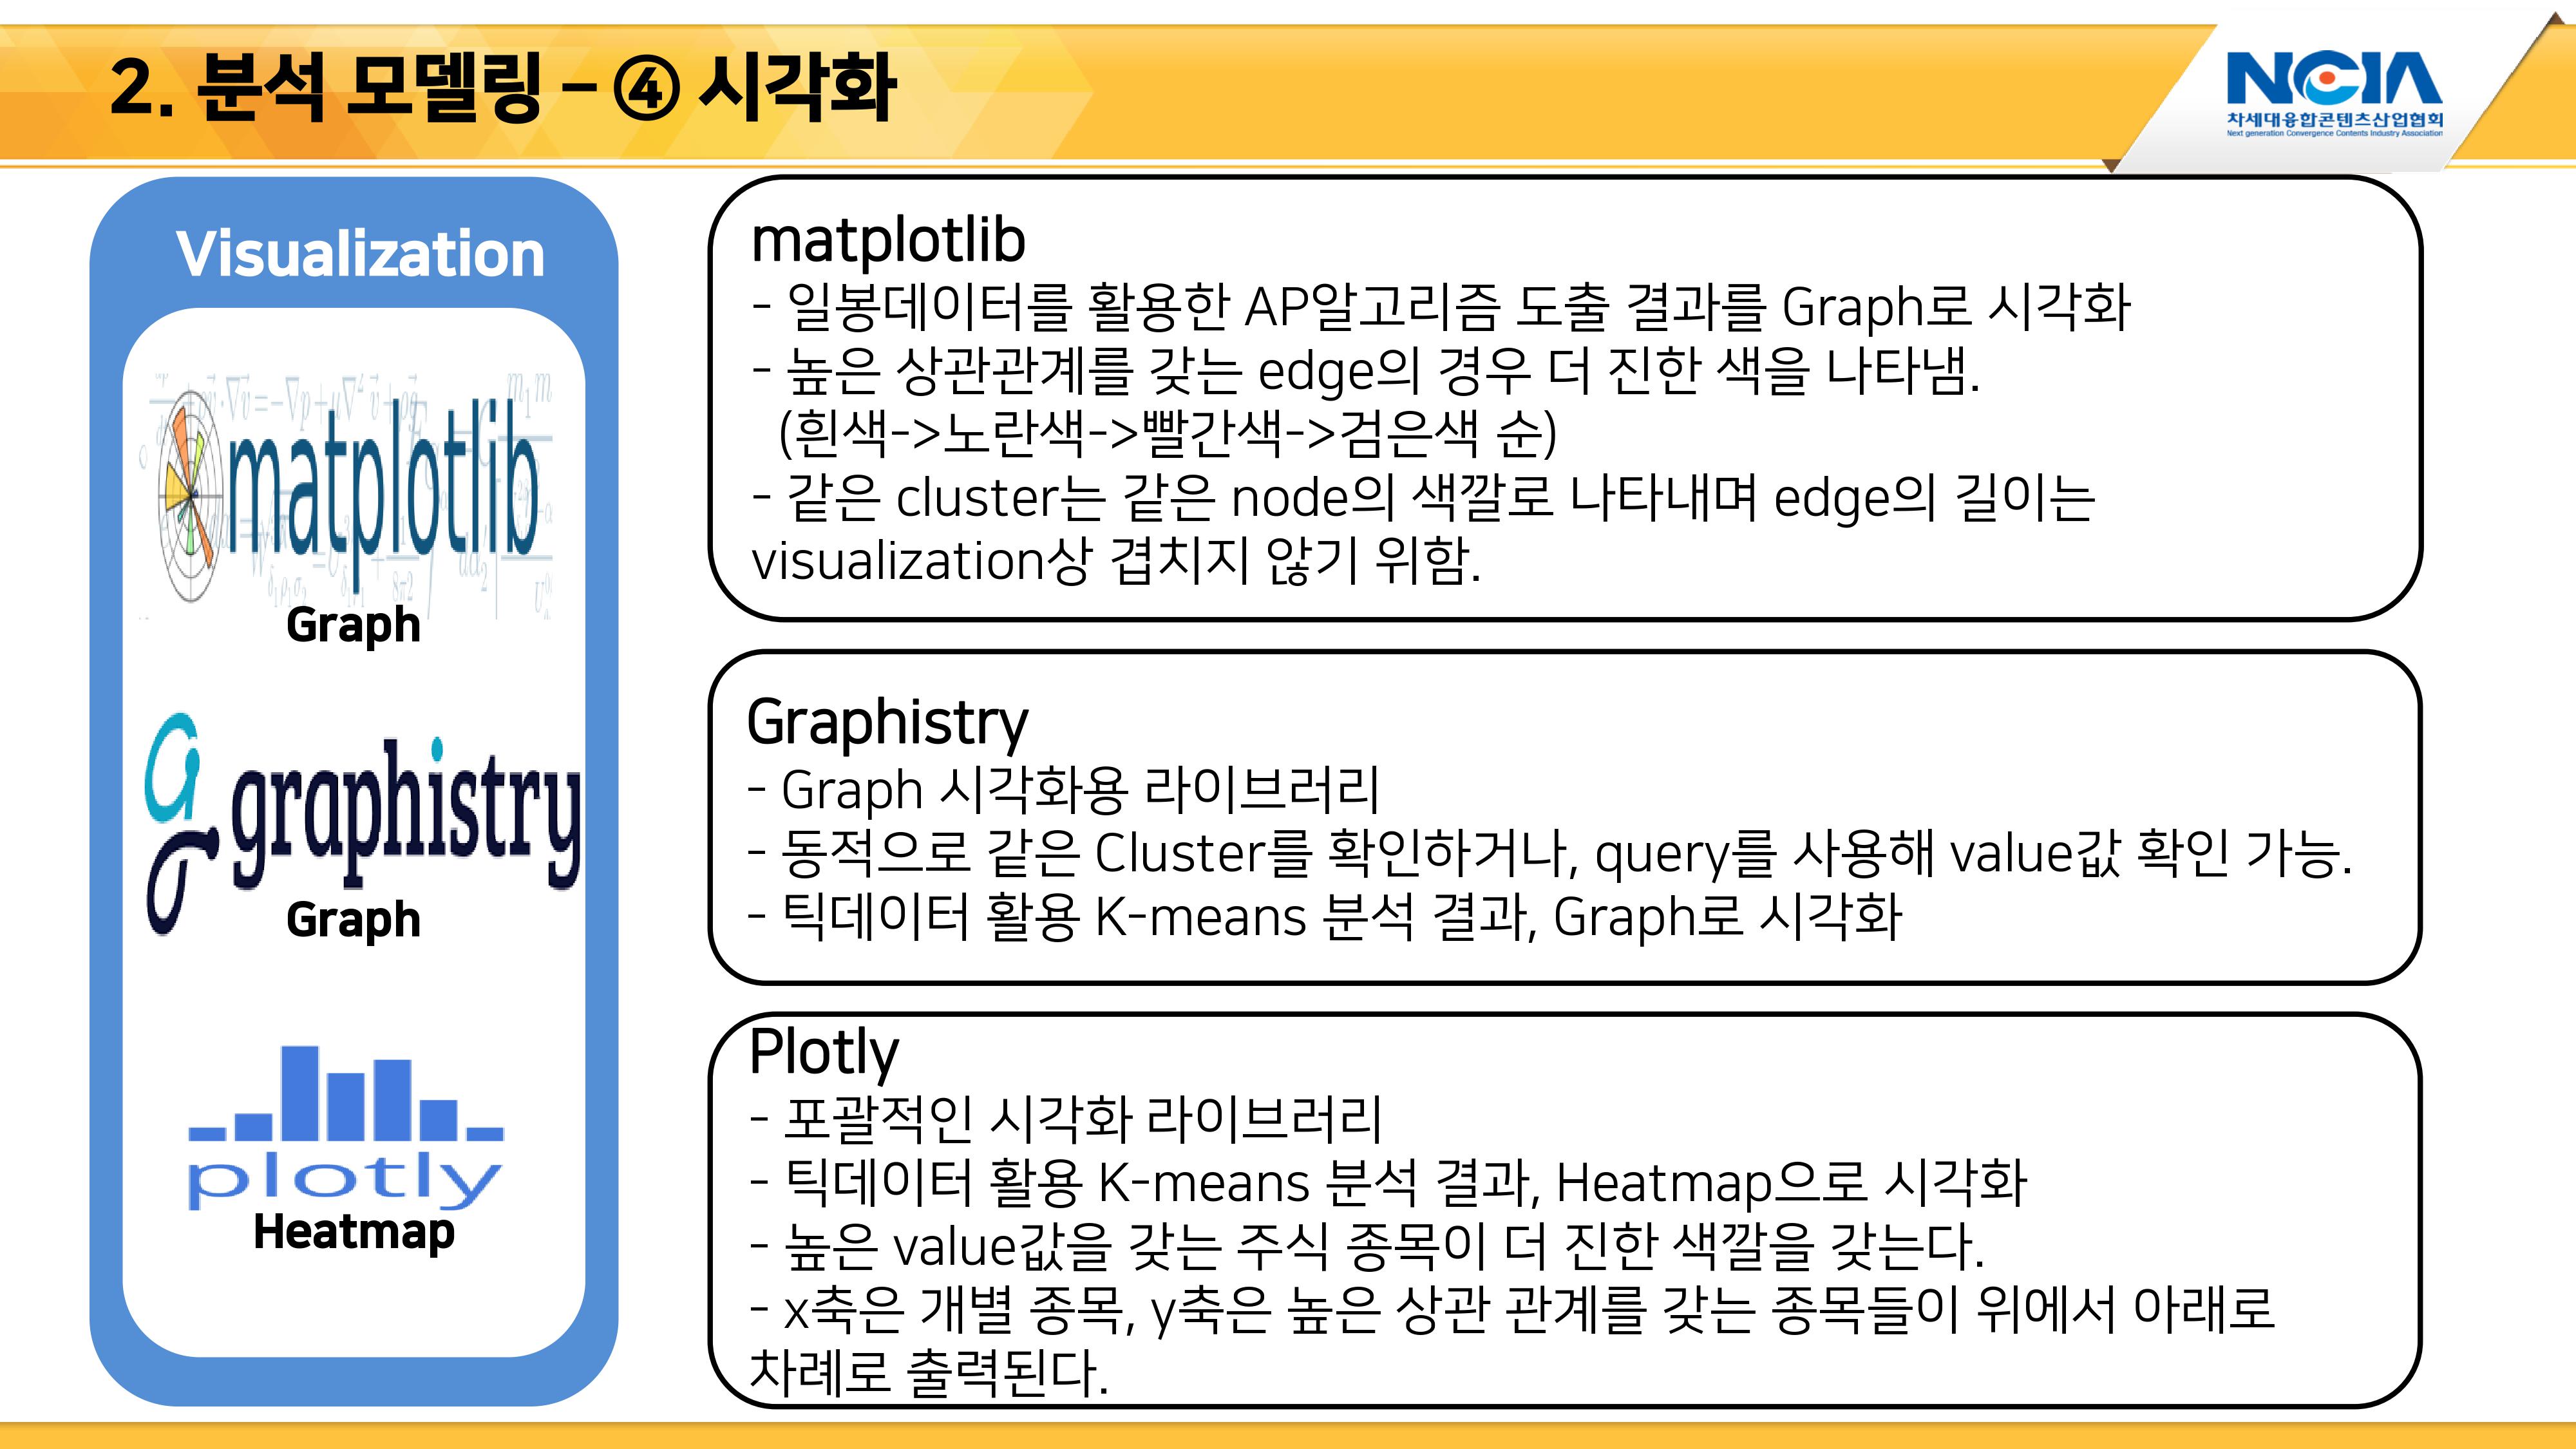 2. 분석 모델링 – ④ 시각화
NCIA
차세대융합콘텐츠산업협회
Next generation Convergence Contents Industry Association
Visualization
matplotlib
Graph
graphistry
Graph
plotly
Heatmap
matplotlib
- 일봉데이터를 활용한 AP알고리즘 도출 결과를 Graph로 시각화
- 높은 상관관계를 갖는 edge의 경우 더 진한 색을 나타냄.
(흰색->노란색->빨간색->검은색 순)
- 같은 cluster는 같은 node의 색깔로 나타내며 edge의 길이는
visualization상 겹치지 않기 위함.
Graphistry
- Graph 시각화용 라이브러리
- 동적으로 같은 Cluster를 확인하거나, query를 사용해 value값 확인 가능.
- 틱데이터 활용 K-means 분석 결과, Graph로 시각화
Plotly
- 포괄적인 시각화 라이브러리
- 틱데이터 활용 K-means 분석 결과, Heatmap으로 시각화
- 높은 value값을 갖는 주식 종목이 더 진한 색깔을 갖는다.
- x축은 개별 종목, y축은 높은 상관 관계를 갖는 종목들이 위에서 아래로
차례로 출력된다.